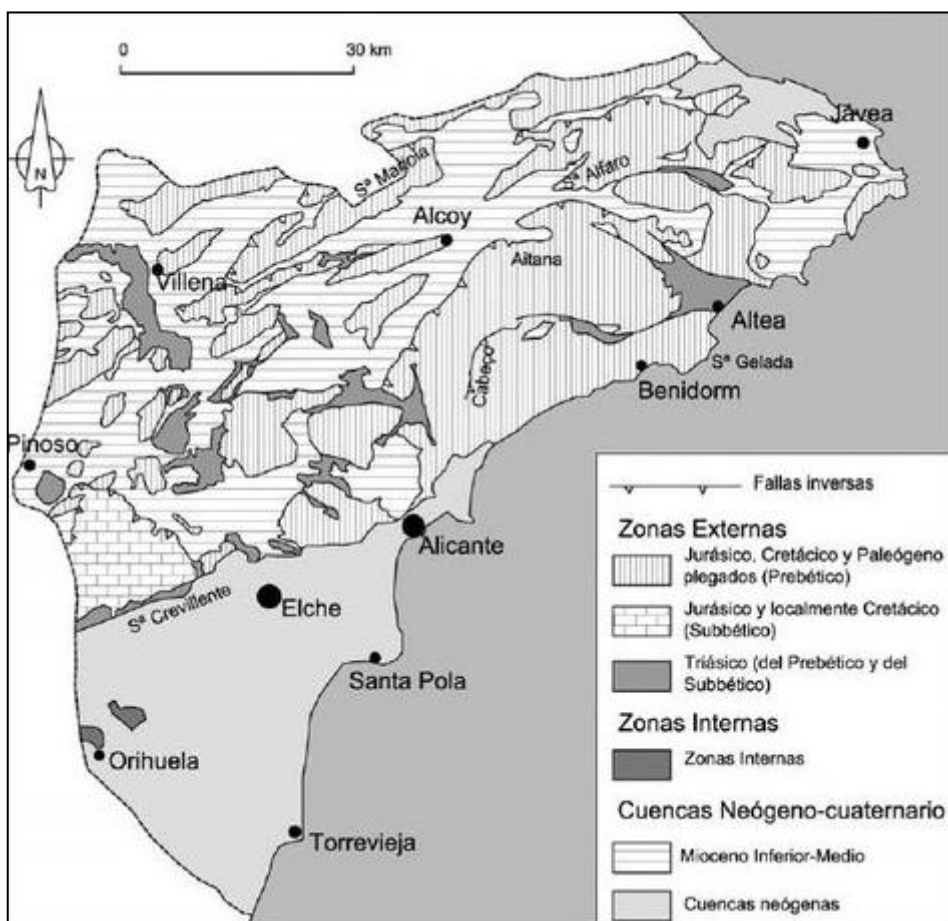 0
30 km
N
Jávea
Sª Mariola
Sª Alfaro
Alcoy
Aitana
Villena
Altea
Cabeço
Sª Gelada
Benidorm
Pinoso
Fallas inversas
Zonas Externas
Alicante
Jurásico, Cretácico y Paleógeno
plegados (Prebético)
Sª Crevillente
Elche
Jurásico y localmente Cretácico
(Subbético)
Santa Pola
Triásico (del Prebético y del
Subbético)
Zonas Internas
Orihuela
Zonas Internas
Cuencas Neógeno-cuaternario
Torrevieja
Mioceno Inferior-Medio
Cuencas neógenas